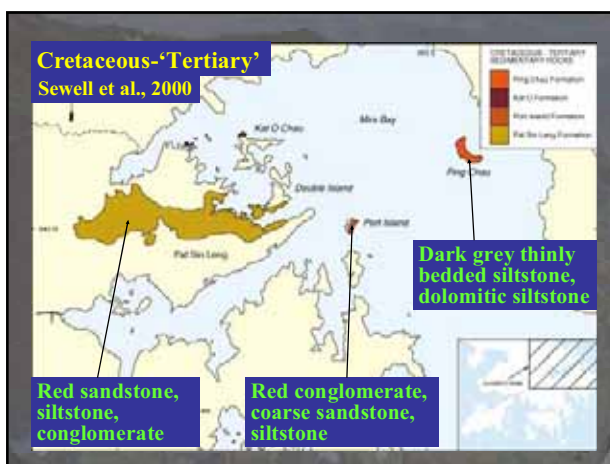 Cretaceous-‘Tertiary’
Sewell et al., 2000
CRETACEOUS - TERTIARY
SEDIMENTARY ROCKS
Ping Chau Formation
Kat O Formation
Port Island Formation
Pat Sin Leng Formation
Kat O Chau
Mirs Bay
Ping Chau
Double Island
Port Island
Pat Sin Leng
Dark grey thinly
bedded siltstone,
dolomitic siltstone
Red sandstone,
siltstone,
conglomerate
Red conglomerate,
coarse sandstone,
siltstone